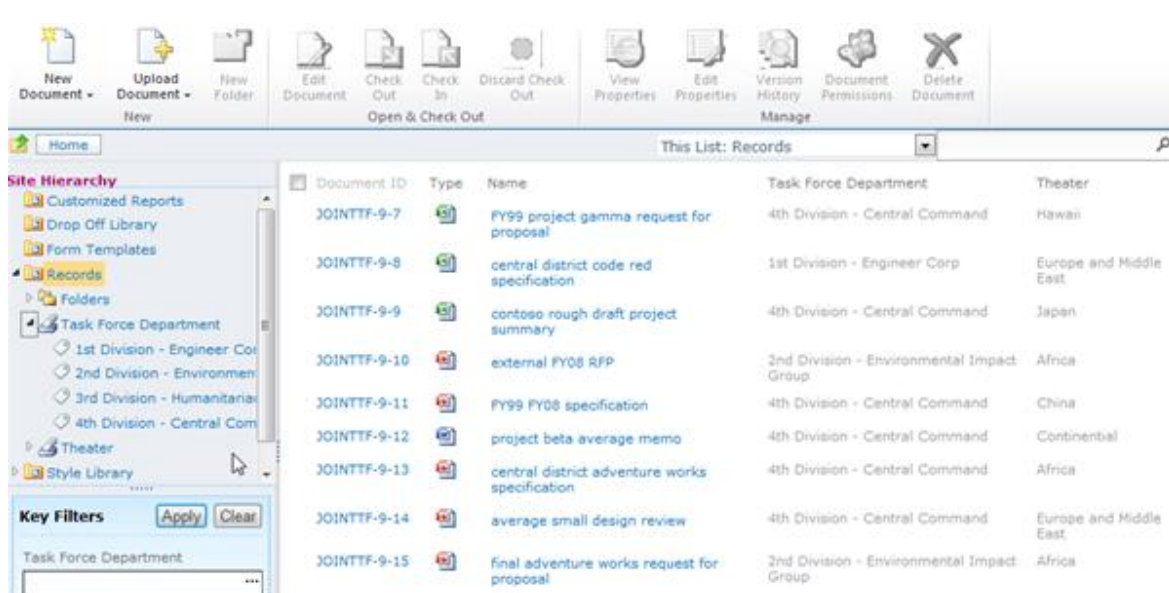 New
Document
Upload
Document
New
Folder
New
Edit
Document
Check
Out
Check
In
Discard Check
Out
Open & Check Out
View
Properties
Edit
Properties
Version
History
Document
Permissions
Delete
Document
Manage
Home
This List: Records
Site Hierarchy
Customized Reports
Drop Off Library
Form Templates
Records
Folders
Task Force Department
1st Division - Engineer Cor
2nd Division - Environmen
3rd Division - Humanitaria
4th Division - Central Com
Theater
Style Library
Key Filters Apply Clear
Task Force Department
...
Document ID Type Name Task Force Department Theater
JOINTTF-9-7 FY99 project gamma request for 4th Division - Central Command Hawaii
proposal
JOINTTF-9-8 central district code red 1st Division - Engineer Corp Europe and Middle
specification East
JOINTTF-9-9 contoso rough draft project 4th Division - Central Command Japan
summary
JOINTTF-9-10 external FY08 RFP 2nd Division - Environmental Impact Africa
Group
JOINTTF-9-11 FY99 FY08 specification 4th Division - Central Command China
JOINTTF-9-12 project beta average memo 4th Division - Central Command Continential
JOINTTF-9-13 central district adventure works 4th Division - Central Command Africa
specification
JOINTTF-9-14 average small design review 4th Division - Central Command Europe and Middle
East
JOINTTF-9-15 final adventure works request for 2nd Division - Environmental Impact Africa
proposal Group